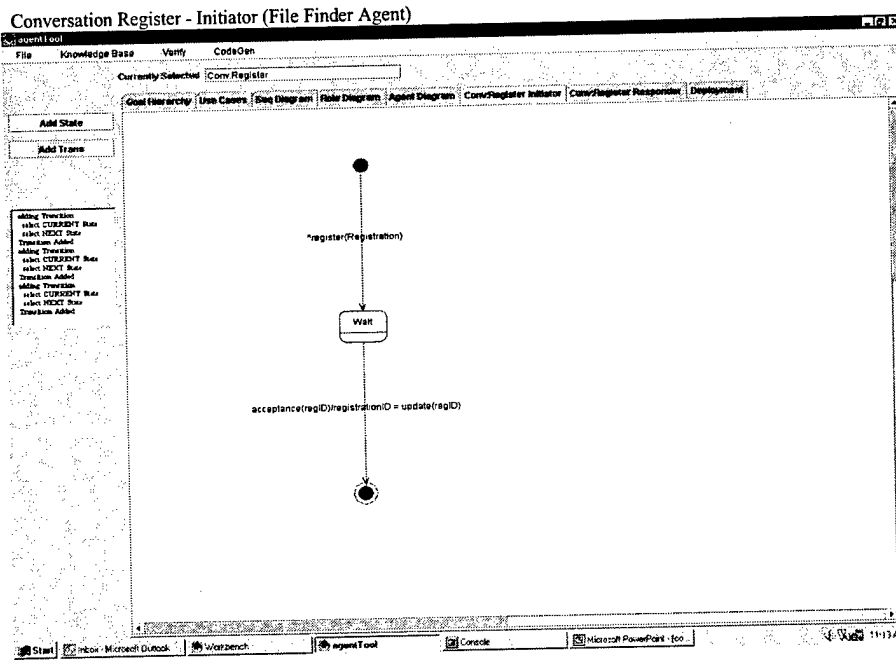 Conversation Register - Initiator (File Finder Agent)
agentTool
File Knowledge Base Verify CodeGen
Currently Selected Conv:Register
Goal Hierarchy Use Cases Seq Diagram Role Diagram Agent Diagram Conv:Register Initiator Conv:Register Responder Deployment
Add State
Add Trans
adding Transition
select CURRENT State
select NEXT State
Transition Added
adding Transition
select CURRENT State
select NEXT State
Transition Added
adding Transition
select CURRENT State
select NEXT State
Transition Added
^register(Registration)
Wait
acceptance(regID)/registrationID = update(regID)
Start Inbox - Microsoft Outlook Workbench agentTool Console Microsoft PowerPoint - [oo